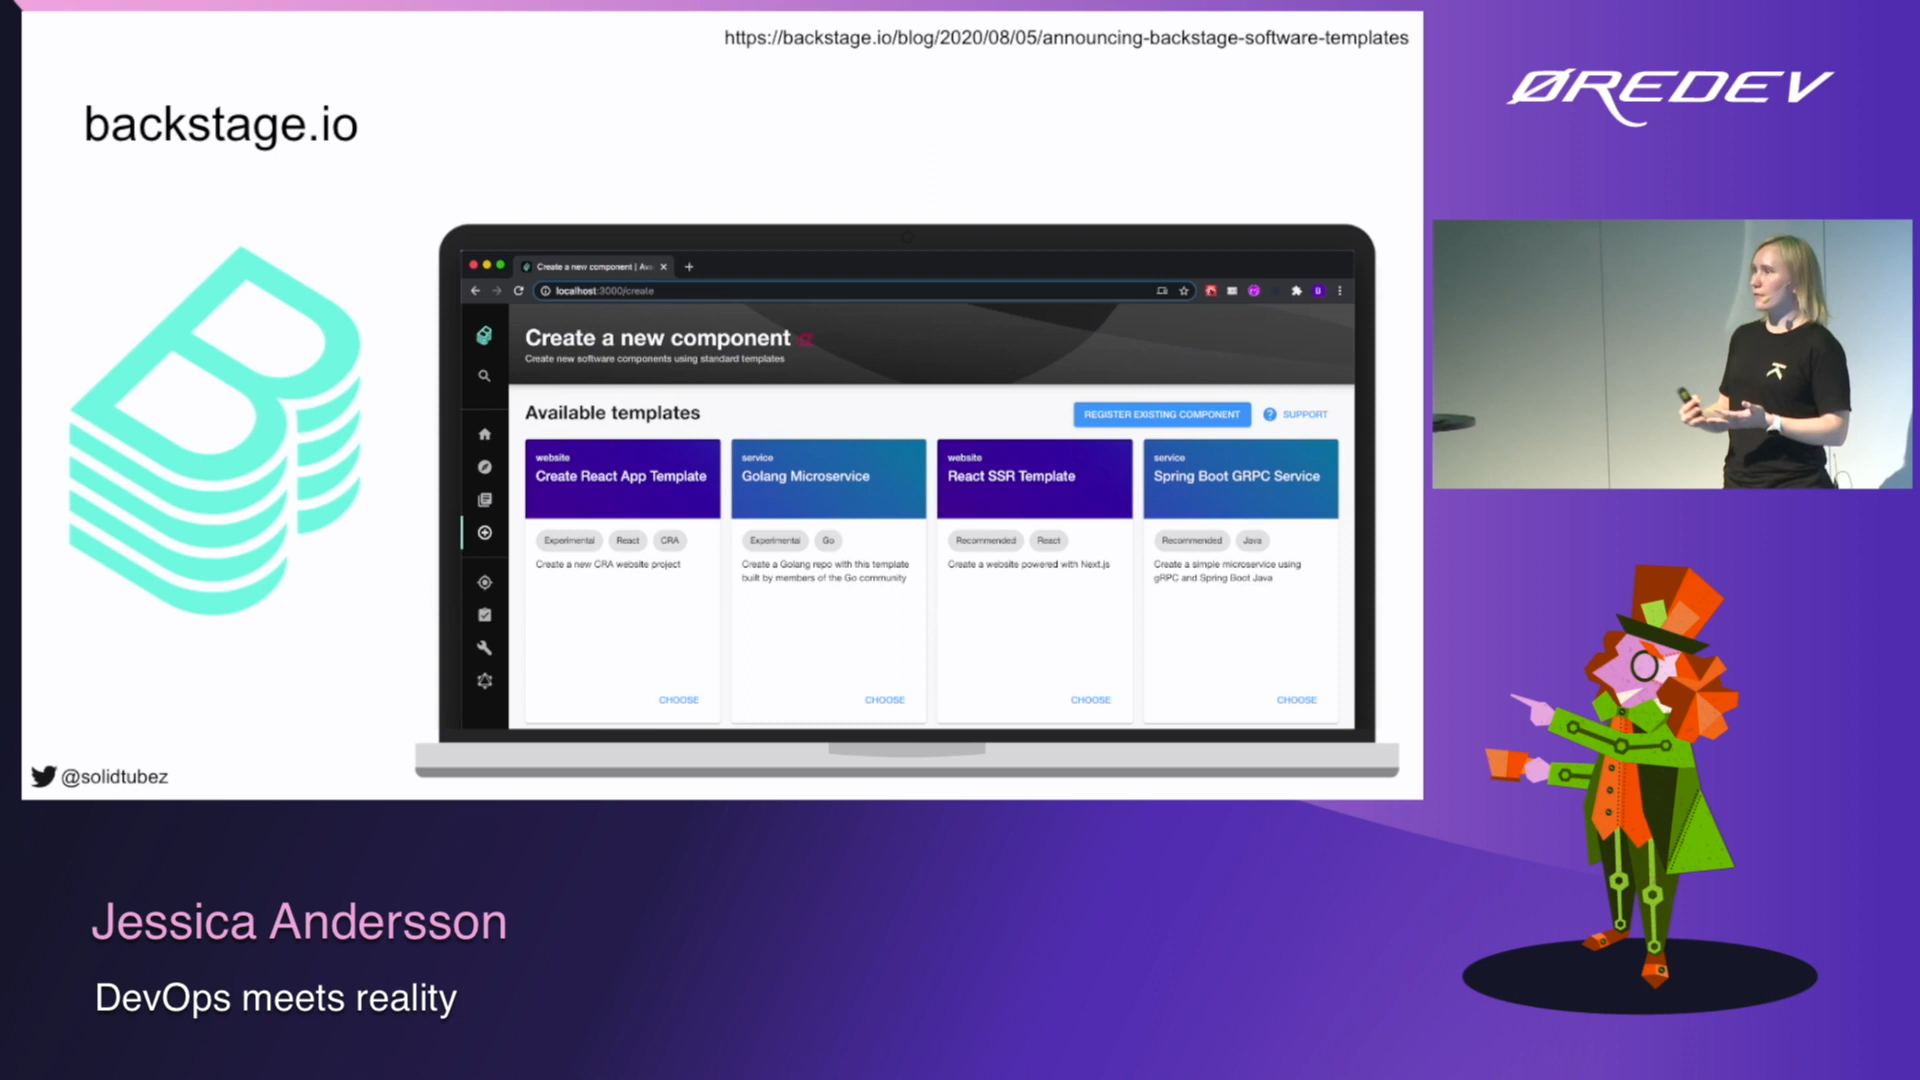 https://backstage.io/blog/2020/08/05/announcing-backstage-software-templates
backstage.io
ØREDEV
Create a new component | Ava
localhost:3000/create
Create a new component
Create new software components using standard templates
Available templates
REGISTER EXISTING COMPONENT
SUPPORT
website
Create React App Template
Experimental React CRA
Create a new CRA website project
CHOOSE
service
Golang Microservice
Experimental Go
Create a Golang repo with this template
built by members of the Go community
CHOOSE
website
React SSR Template
Recommended React
Create a website powered with Next.js
CHOOSE
service
Spring Boot GRPC Service
Recommended Java
Create a simple microservice using
gRPC and Spring Boot Java
CHOOSE
@solidtubez
Jessica Andersson
DevOps meets reality